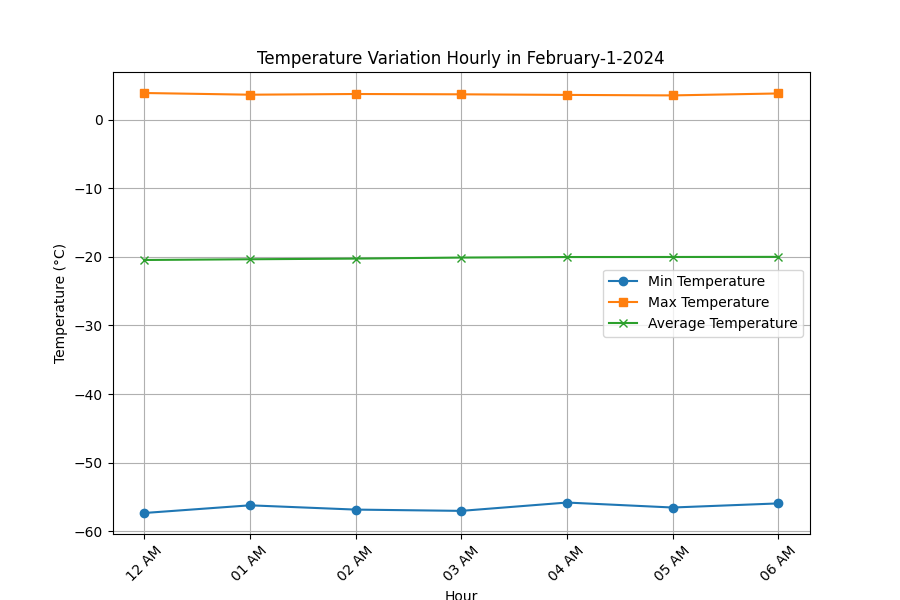 Temperature Variation Hourly in February-1-2024
Temperature (°C)
0
−10
−20
−30
−40
−50
−60
Min Temperature
Max Temperature
Average Temperature
12 AM
01 AM
02 AM
03 AM
04 AM
05 AM
06 AM
Hour